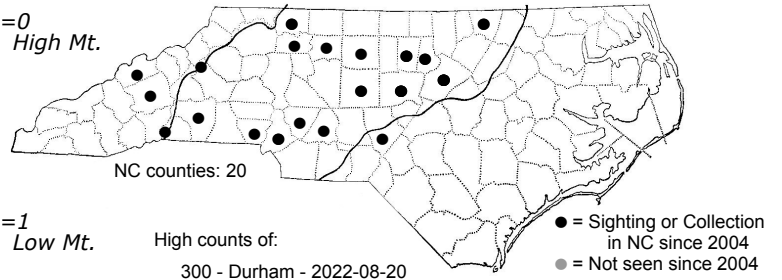 =0
High Mt.
NC counties: 20
=1
Low Mt.
High counts of:
300 - Durham - 2022-08-20
= Sighting or Collection
in NC since 2004
= Not seen since 2004